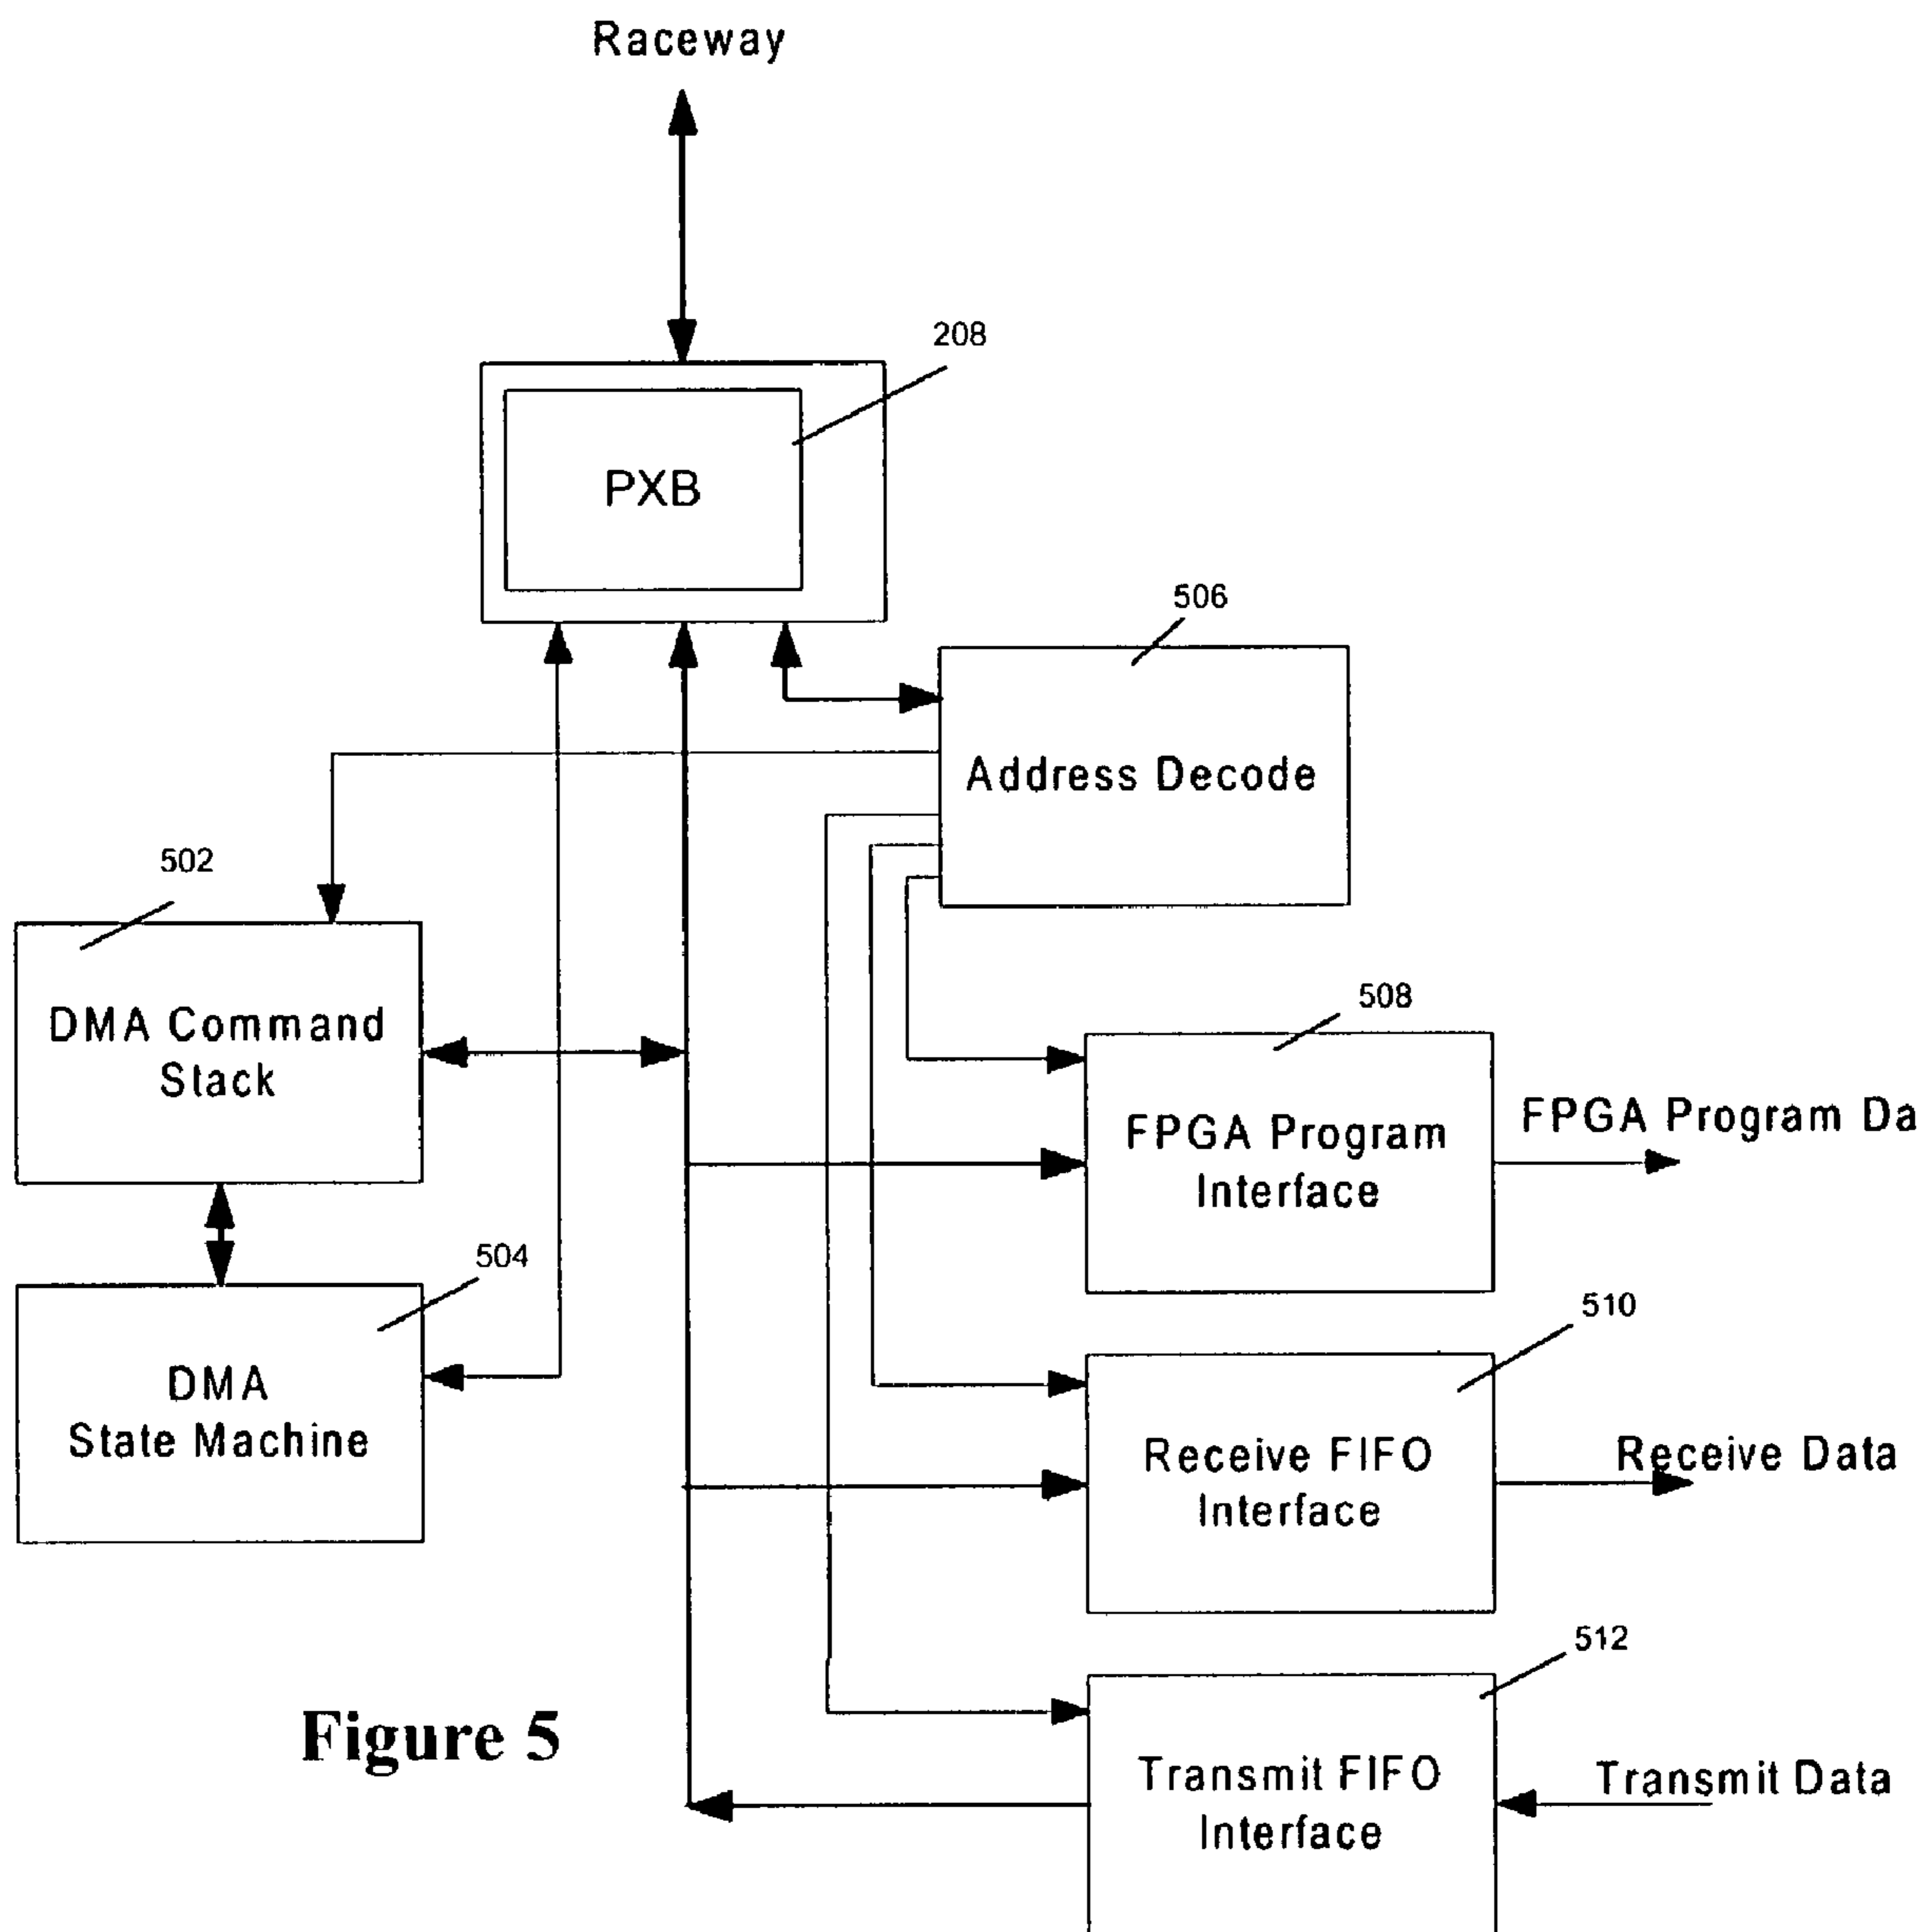 Raceway
208
PXB
506
Address Decode
502
DMA Command
Stack
508
FPGA Program
Interface
FPGA Program Da
504
DMA
State Machine
510
Receive FIFO
Interface
Receive Data
512
Transmit FIFO
Interface
Transmit Data
Figure 5